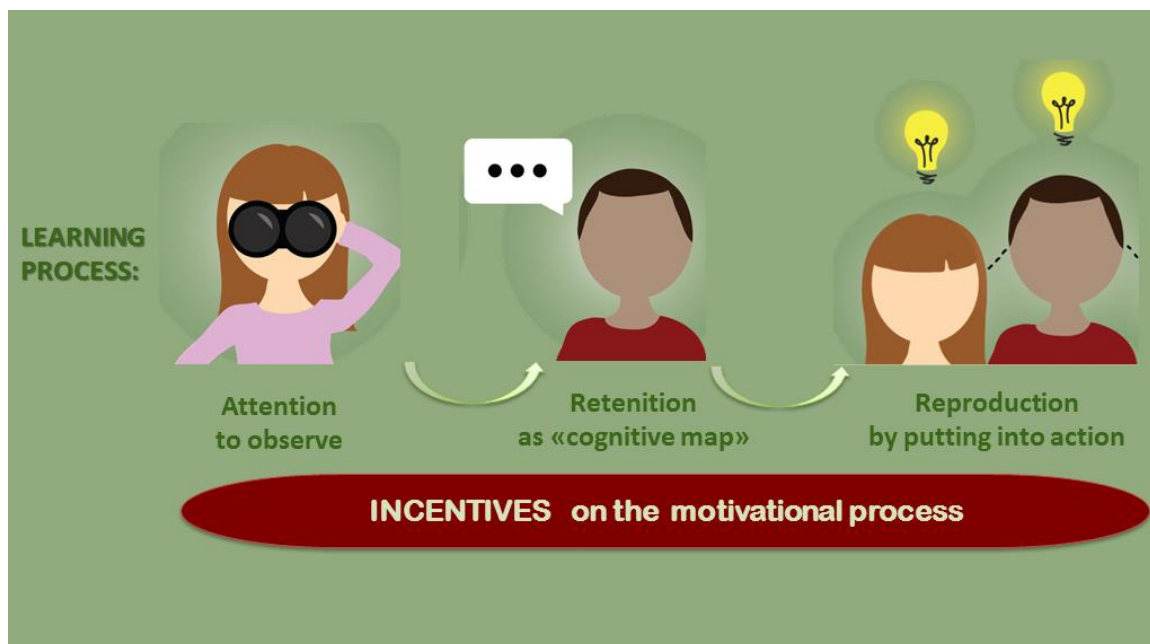 LEARNING
PROCESS:
Attention
to observe
Retenition
as «cognitive map»
Reproduction
by putting into action
INCENTIVES on the motivational process